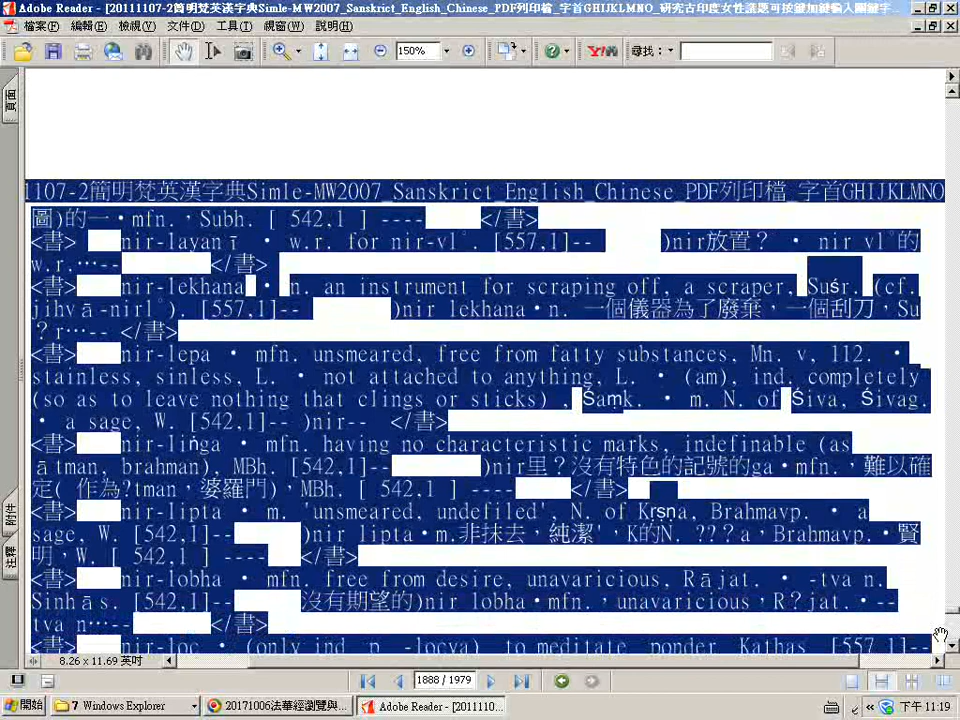 Adobe Reader - [20111107-2簡明梵英漢字典Simle-MW2007_Sanskrict_English_Chinese_PDF列印檔_字首GHIJKLMNO_研究古印度女性議題可按
檔案(F) 編輯(E) 檢視(V) 文件(D) 工具(T) 視窗(W) 說明(H)
150% Y! 尋找:
頁面
1107-2簡明梵英漢字典Simle-MW2007_Sanskrict_English_Chinese_PDF列印檔_字首GHIJKLMNO
圖)的一‧mfn.，Subh. [ 542,1 ] ---- </書>
<書> nir-layanī ‧ w.r. for nir-vl˚. [557,1]-- )nir放置？ ‧ nir vl˚的
w.r.…-- </書>
<書> nir-lekhana ‧ n. an instrument for scraping off, a scraper, Suśr. (cf.
jihvā-nirl˚). [557,1]-- )nir lekhana‧n. 一個儀器為了廢棄，一個刮刀，Su
？r…-- </書>
<書> nir-lepa ‧ mfn. unsmeared, free from fatty substances, Mn. v, 112. ‧
stainless, sinless, L. ‧ not attached to anything, L. ‧ (am), ind. completely
(so as to leave nothing that clings or sticks) , Śaṃk. ‧ m. N. of Śiva, Śivag.
‧ a sage, W. [542,1]-- )nir-- </書>
<書> nir-liṅga ‧ mfn. having no characteristic marks, indefinable (as
ātman, brahman), MBh. [542,1]-- )nir里？沒有特色的記號的ga‧mfn.，難以確
定( 作為?tman，婆羅門)，MBh. [ 542,1 ] ---- </書>
<書> nir-lipta ‧ m. 'unsmeared, undefiled', N. of Kṛṣṇa, Brahmavp. ‧ a
sage, W. [542,1]-- )nir lipta‧m.非抹去，純潔'，K的N. ???a，Brahmavp.‧賢
明，W. [ 542,1 ] ---- </書>
<書> nir-lobha ‧ mfn. free from desire, unavaricious, Rājat. ‧ -tva n.
Sinhās. [542,1]-- 沒有期望的)nir lobha‧mfn.，unavaricious，R？jat.‧--
tva n…-- </書>
<書> nir-loc ‧ (only ind. p. -locya) to meditate, ponder, Kathās. [557,1]--
附件
注釋
8.26 x 11.69 英吋
1888 / 1979
開始 7 Windows Explorer 20171006法華經瀏覽與... Adobe Reader - [2011110... 下午 11:19